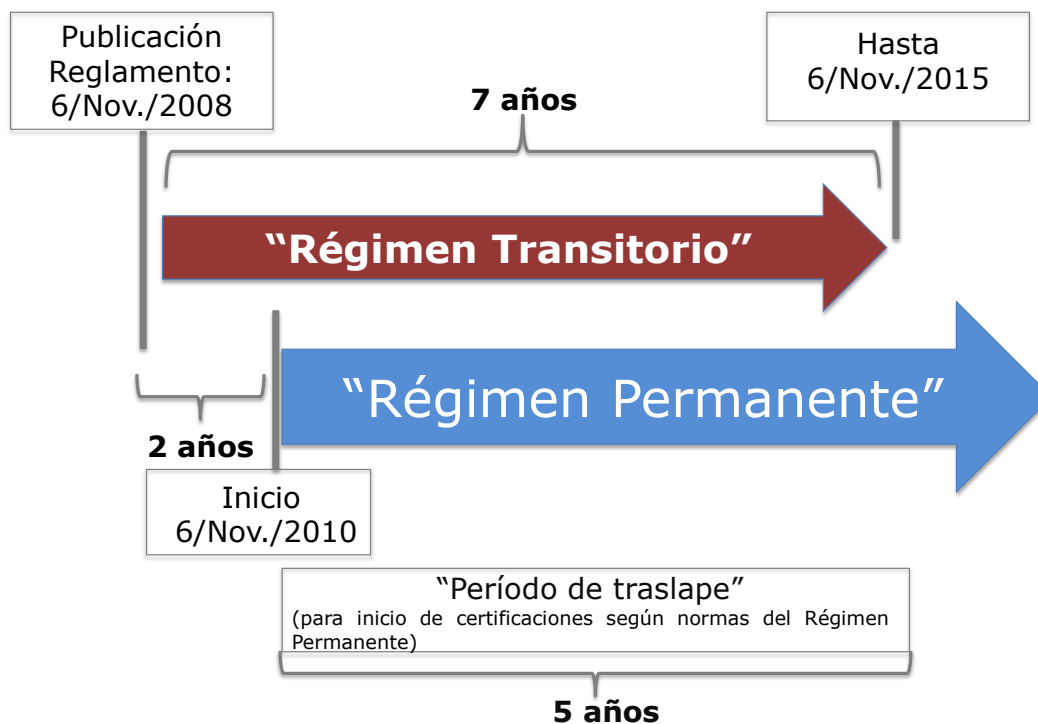 Publicación
Reglamento:
6/Nov./2008
7 años
Hasta
6/Nov./2015
“Régimen Transitorio”
“Régimen Permanente”
2 años
Inicio
6/Nov./2010
“Período de traslape”
(para inicio de certificaciones según normas del Régimen
Permanente)
5 años